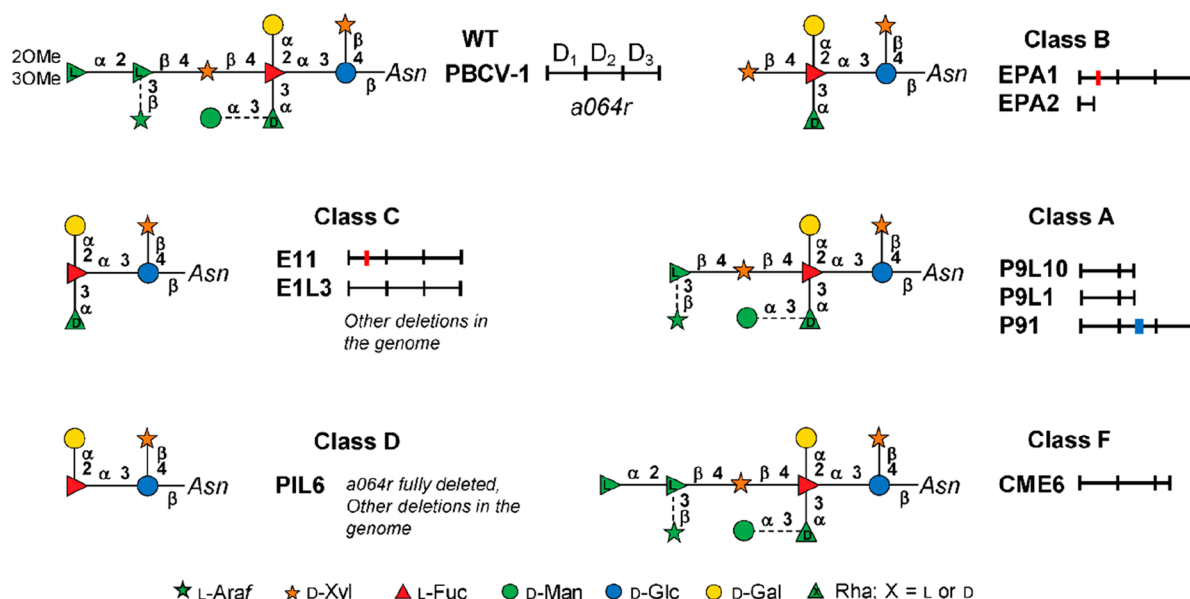 WT
PBCV-1
2OMe
3OMe
α 2 β 4 β 4 α 3 β Asn
L L
3
β
α
2
β
4
α 3
3
α
D
D1 D2 D3
a064r
β 4 α 3 β Asn
α
2
β
4
3
α
D
Class B
EPA1
EPA2
α
2
β
4
α 3 β Asn
3
α
D
Class C
E11
E1L3
Other deletions in
the genome
L β 4 β 4 α 3 β Asn
3
β
α
2
β
4
α 3
3
α
D
Class A
P9L10
P9L1
P91
α
2
β
4
α 3 β Asn
Class D
PIL6
a064r fully deleted,
Other deletions in the
genome
α 2 β 4 β 4 α 3 β Asn
L L
3
β
α
2
β
4
α 3
3
α
D
Class F
CME6
L-Araf D-Xyl L-Fuc D-Man D-Glc D-Gal X Rha; X = L or D